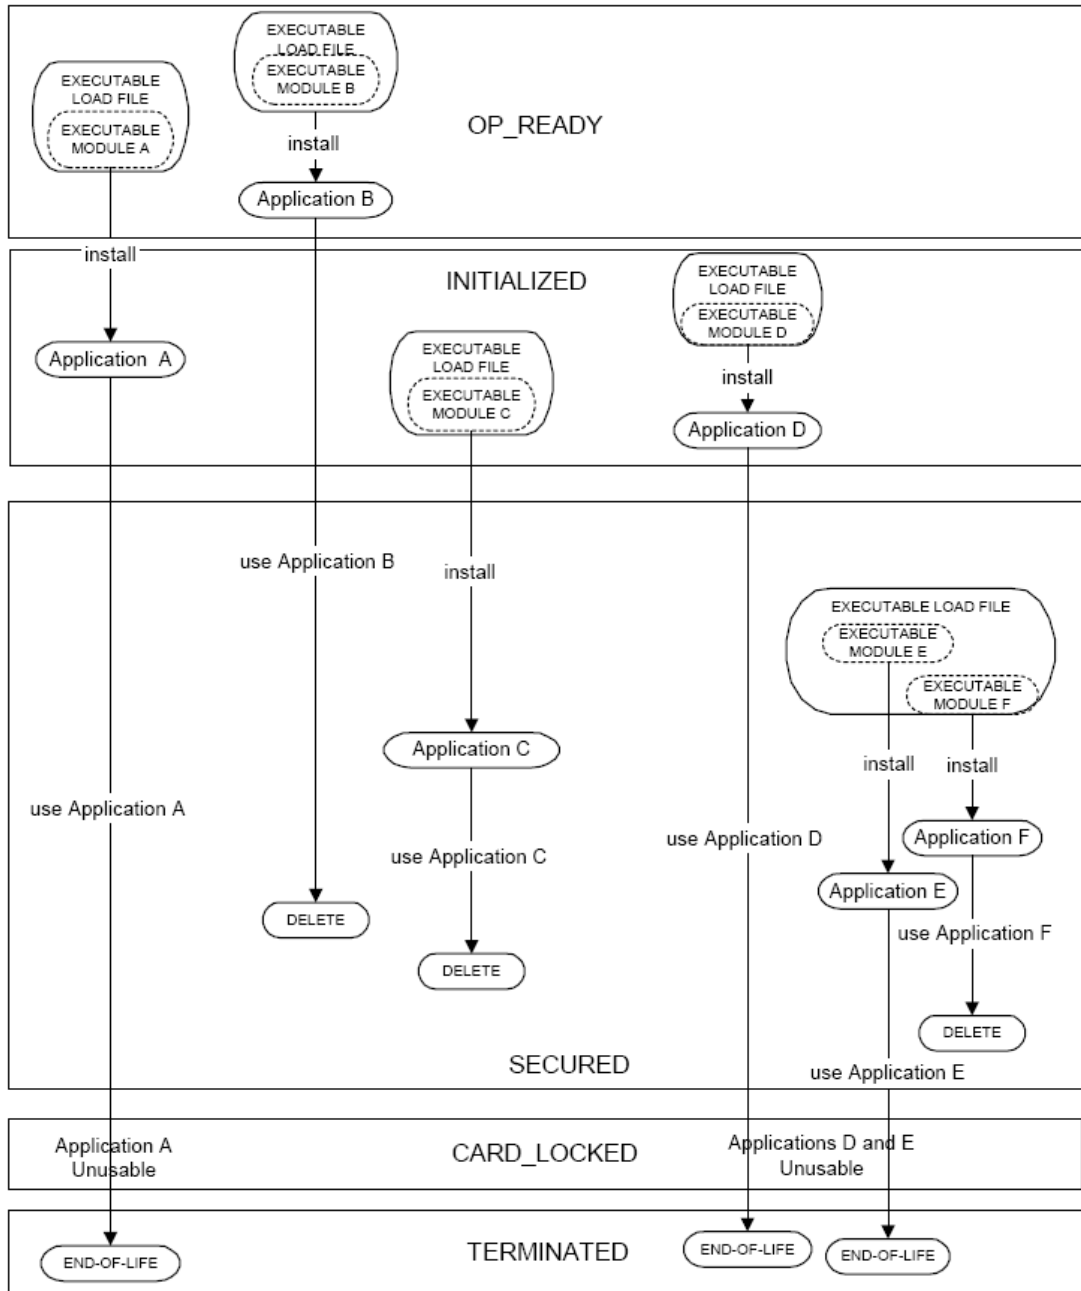 EXECUTABLE
LOAD FILE
EXECUTABLE
MODULE B
EXECUTABLE
LOAD FILE
EXECUTABLE
MODULE A
OP_READY
install
Application B
install
INITIALIZED
EXECUTABLE
LOAD FILE
EXECUTABLE
MODULE D
Application A
EXECUTABLE
LOAD FILE
EXECUTABLE
MODULE C
install
Application D
use Application B
install
EXECUTABLE LOAD FILE
EXECUTABLE
MODULE E
EXECUTABLE
MODULE F
Application C
install
install
use Application A
use Application D
Application F
use Application C
Application E
DELETE
use Application F
DELETE
DELETE
SECURED
use Application E
Application A
Unusable
CARD_LOCKED
Applications D and E
Unusable
TERMINATED
END-OF-LIFE
END-OF-LIFE
END-OF-LIFE